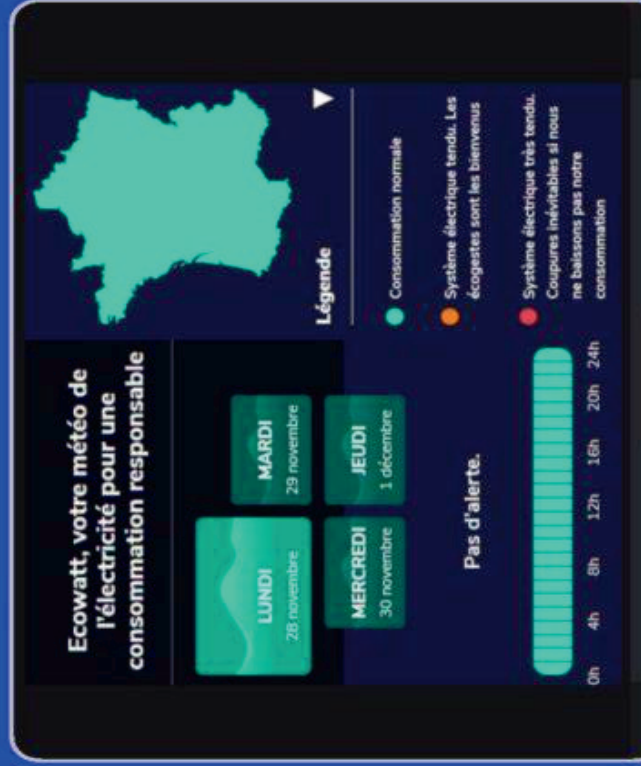 Ecowatt, votre météo de
l'électricité pour une
consommation responsable
LUNDI
28 novembre
MARDI
29 novembre
MERCREDI
30 novembre
JEUDI
1 décembre
Pas d'alerte.
0h 4h 8h 12h 16h 20h 24h
Légende
Consommation normale
Système électrique tendu. Les
écogestes sont les bienvenus
Système électrique très tendu.
Coupures inévitables si nous
ne baissons pas notre
consommation